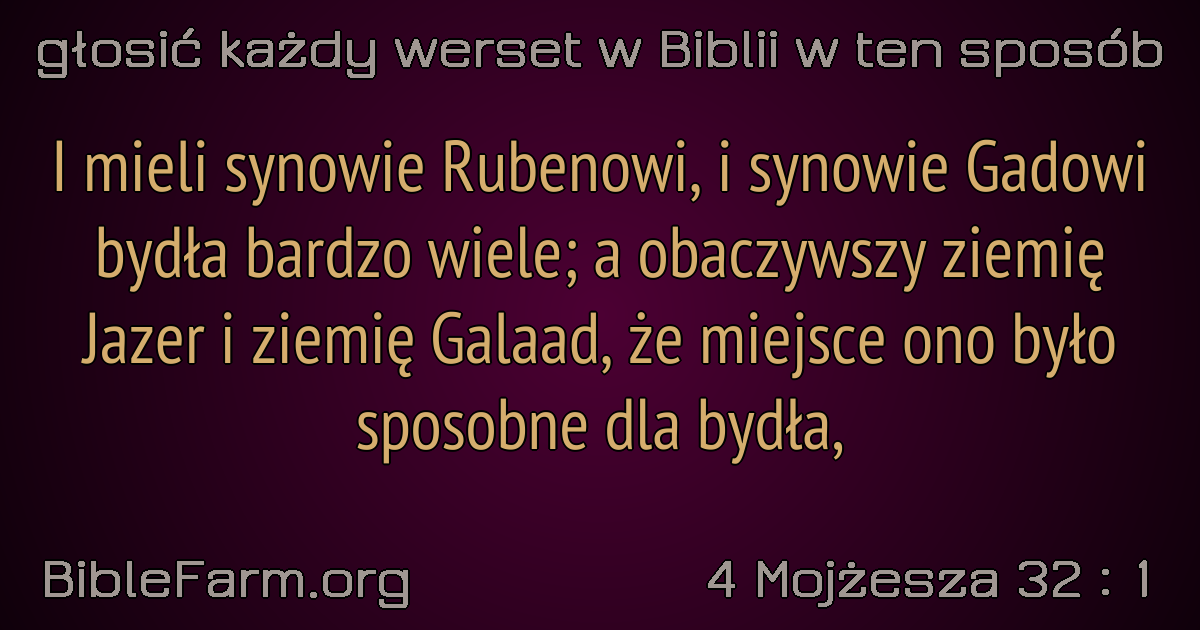 głosić każdy werset w Biblii w ten sposób
I mieli synowie Rubenowi, i synowie Gadowi
bydła bardzo wiele; a obaczywszy ziemię
Jazer i ziemię Galaad, że miejsce ono było
sposobne dla bydła,
BibleFarm.org
4 Mojżesza 32 : 1